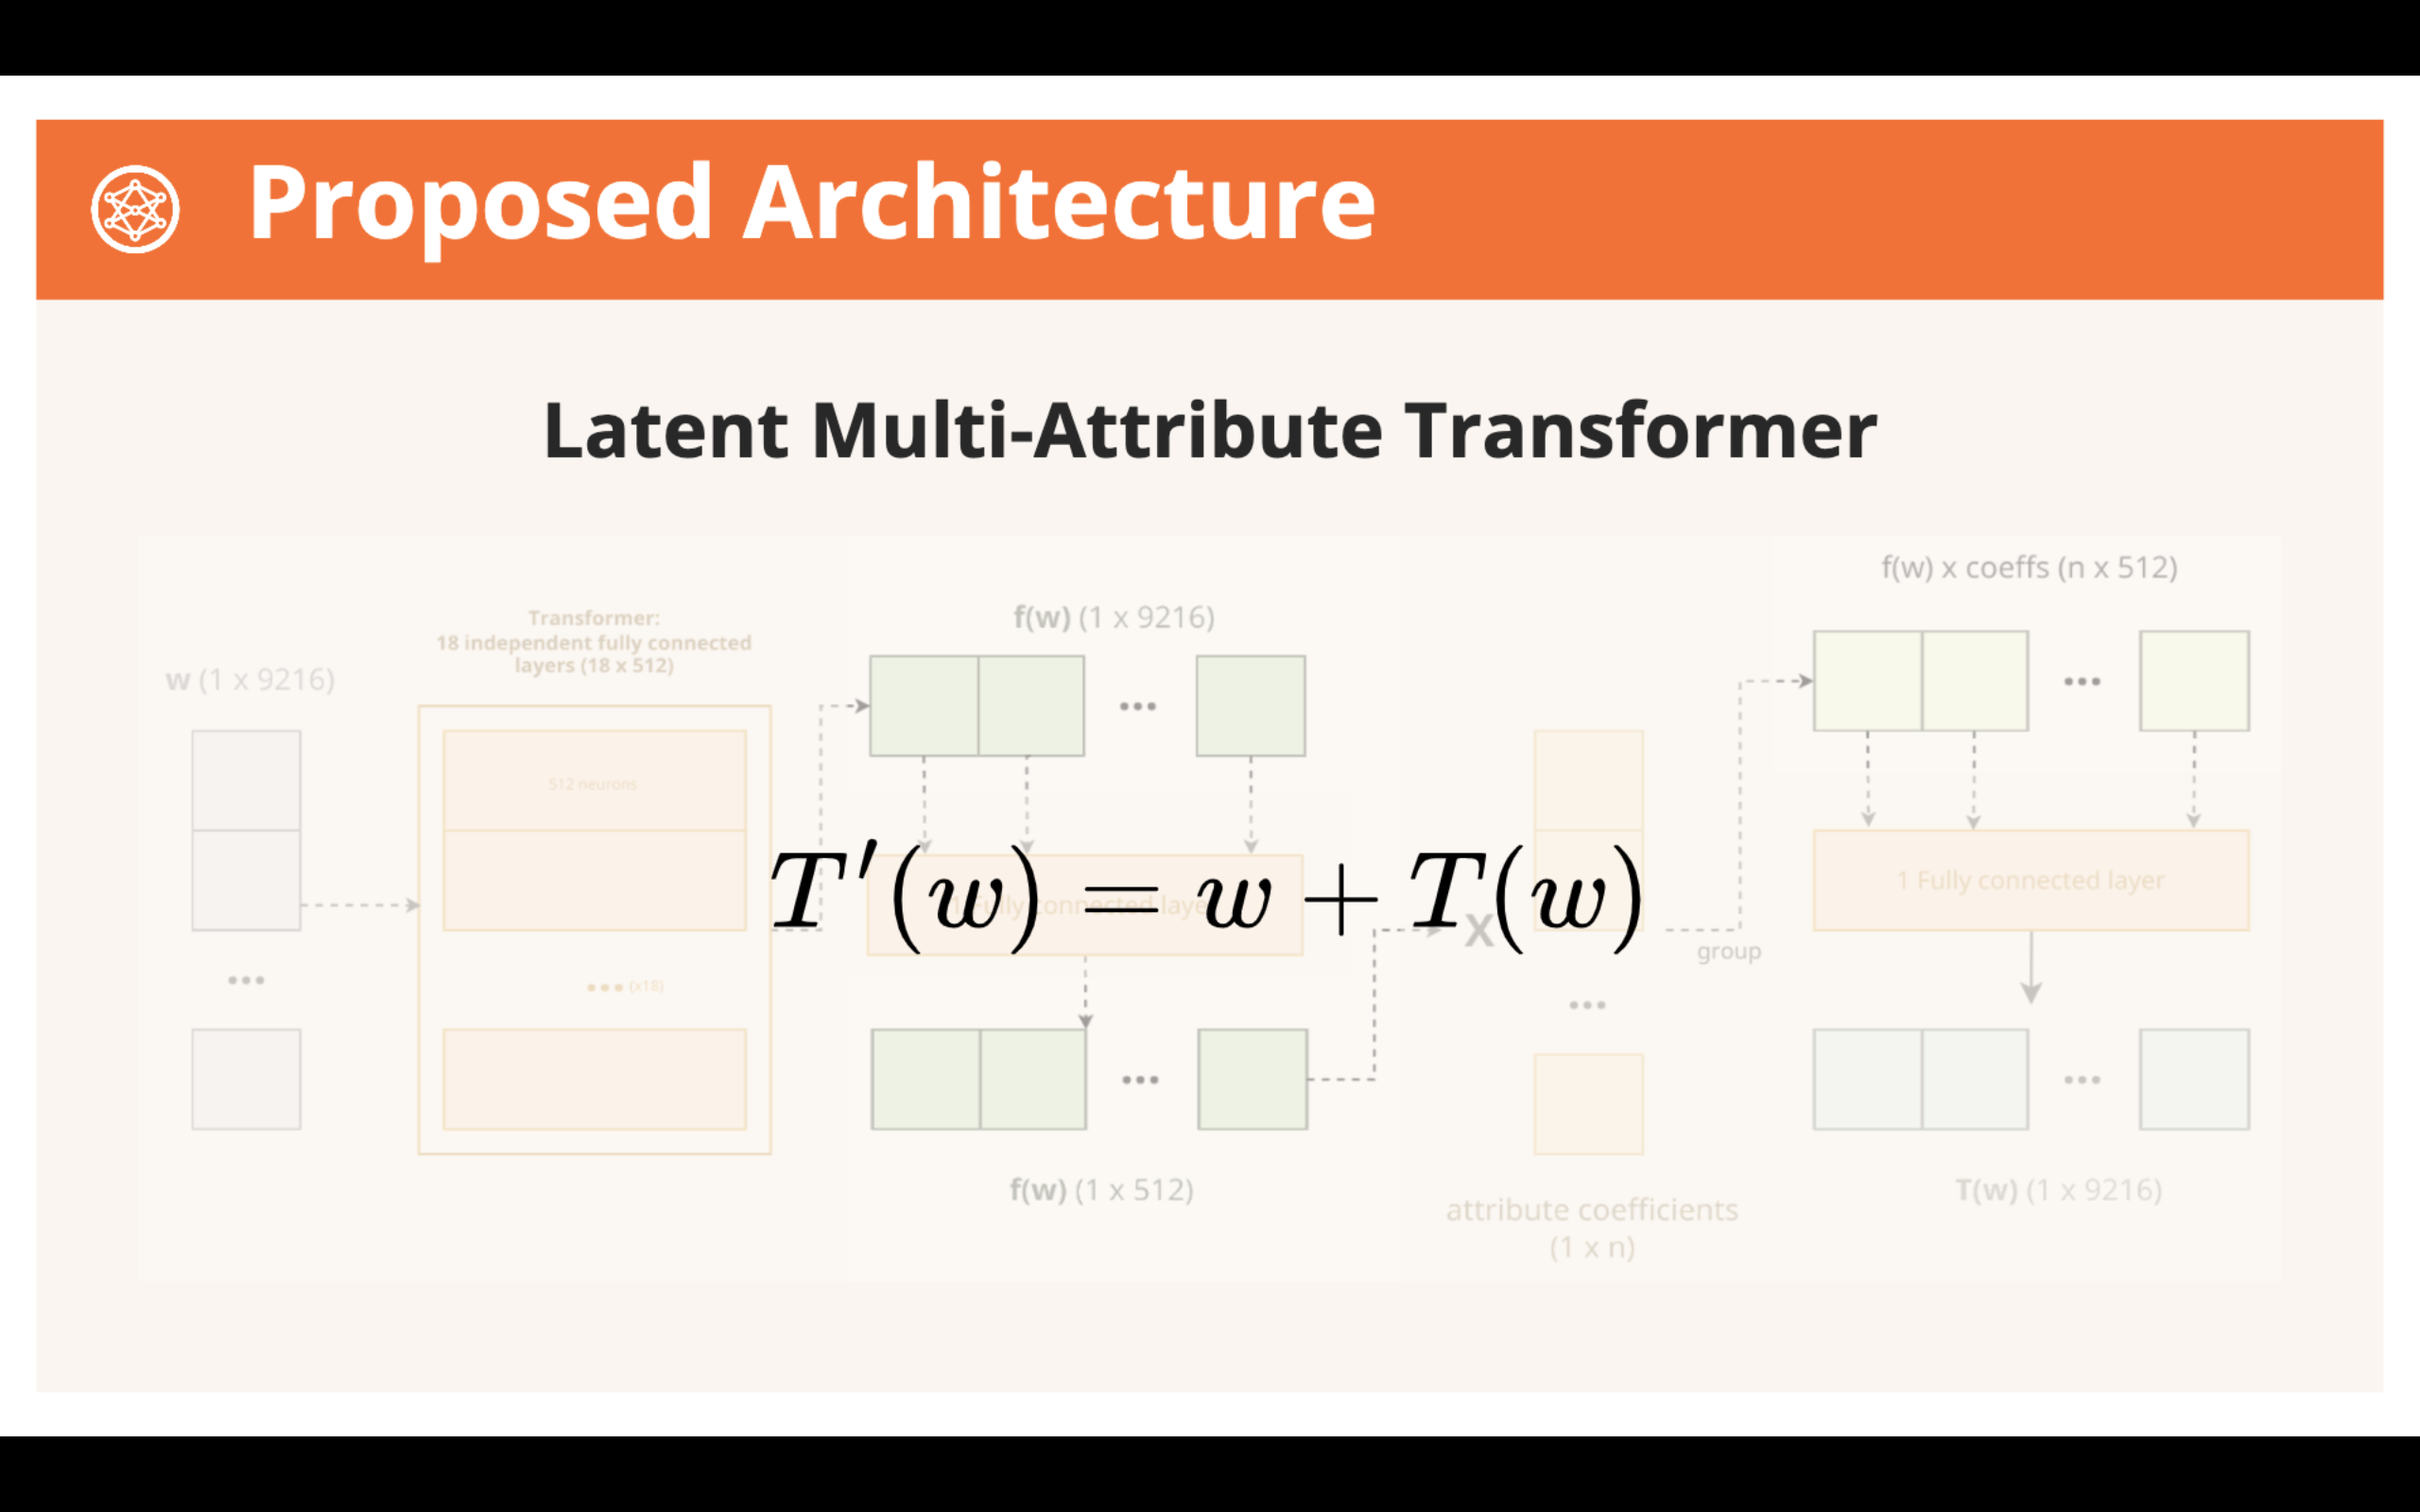 Proposed Architecture
Latent Multi-Attribute Transformer
w (1 x 9216)
Transformer:
18 independent fully connected
layers (18 x 512)
512 neurons
(x18)
f(w) (1 x 9216)
1 Fully connected layer
f(w) (1 x 512)
X
attribute coefficients
(1 x n)
group
f(w) x coeffs (n x 512)
1 Fully connected layer
T(w) (1 x 9216)
T′(w) = w + T(w)